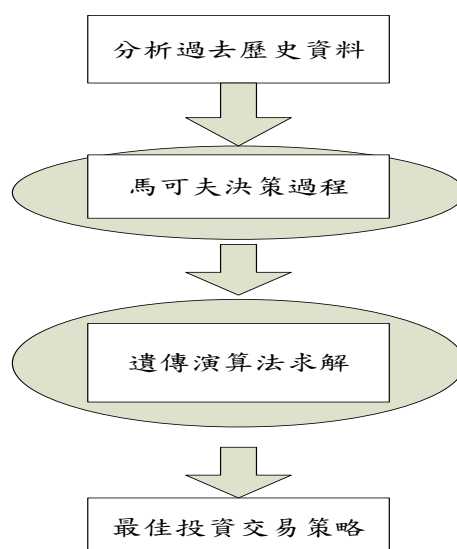 分析過去歷史資料
馬可夫決策過程
遺傳演算法求解
最佳投資交易策略